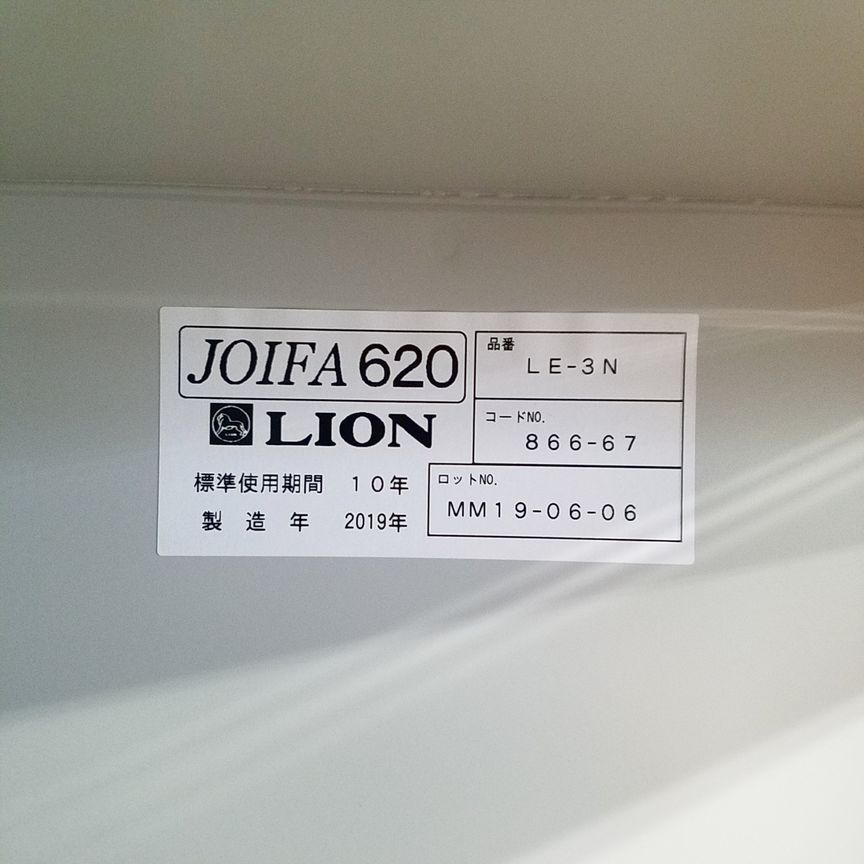 JOIFA 620
LION
標準使用期間 10年
製造年 2019年
品番
LE-3N
コードNO.
866-67
ロットNO.
MM19-06-06